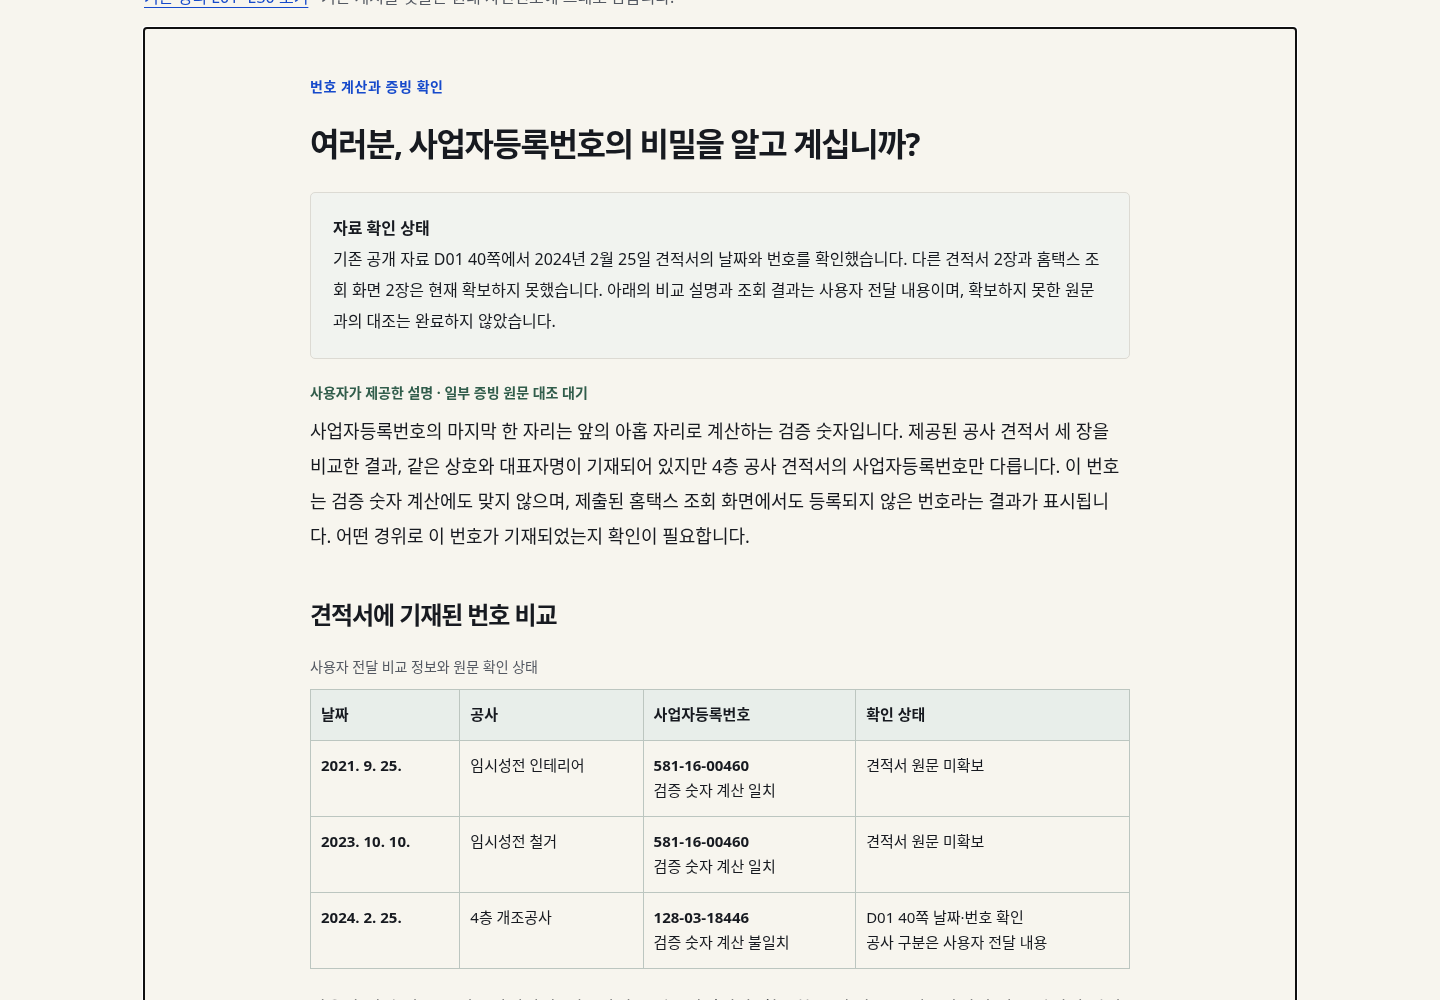 번호 계산과 증빙 확인
여러분, 사업자등록번호의 비밀을 알고 계십니까?
자료 확인 상태
기존 공개 자료 D01 40쪽에서 2024년 2월 25일 견적서의 날짜와 번호를 확인했습니다. 다른 견적서 2장과 홈택스 조
회 화면 2장은 현재 확보하지 못했습니다. 아래의 비교 설명과 조회 결과는 사용자 전달 내용이며, 확보하지 못한 원문
과의 대조는 완료하지 않았습니다.
사용자가 제공한 설명 · 일부 증빙 원문 대조 대기
사업자등록번호의 마지막 한 자리는 앞의 아홉 자리로 계산하는 검증 숫자입니다. 제공된 공사 견적서 세 장을
비교한 결과, 같은 상호와 대표자명이 기재되어 있지만 4층 공사 견적서의 사업자등록번호만 다릅니다. 이 번호
는 검증 숫자 계산에도 맞지 않으며, 제출된 홈택스 조회 화면에서도 등록되지 않은 번호라는 결과가 표시됩니
다. 어떤 경위로 이 번호가 기재되었는지 확인이 필요합니다.
견적서에 기재된 번호 비교
사용자 전달 비교 정보와 원문 확인 상태
날짜 공사 사업자등록번호 확인 상태
2021. 9. 25. 임시성전 인테리어 581-16-00460 견적서 원문 미확보
검증 숫자 계산 일치
2023. 10. 10. 임시성전 철거 581-16-00460 견적서 원문 미확보
검증 숫자 계산 일치
2024. 2. 25. 4층 개조공사 128-03-18446 D01 40쪽 날짜·번호 확인
검증 숫자 계산 불일치 공사 구분은 사용자 전달 내용